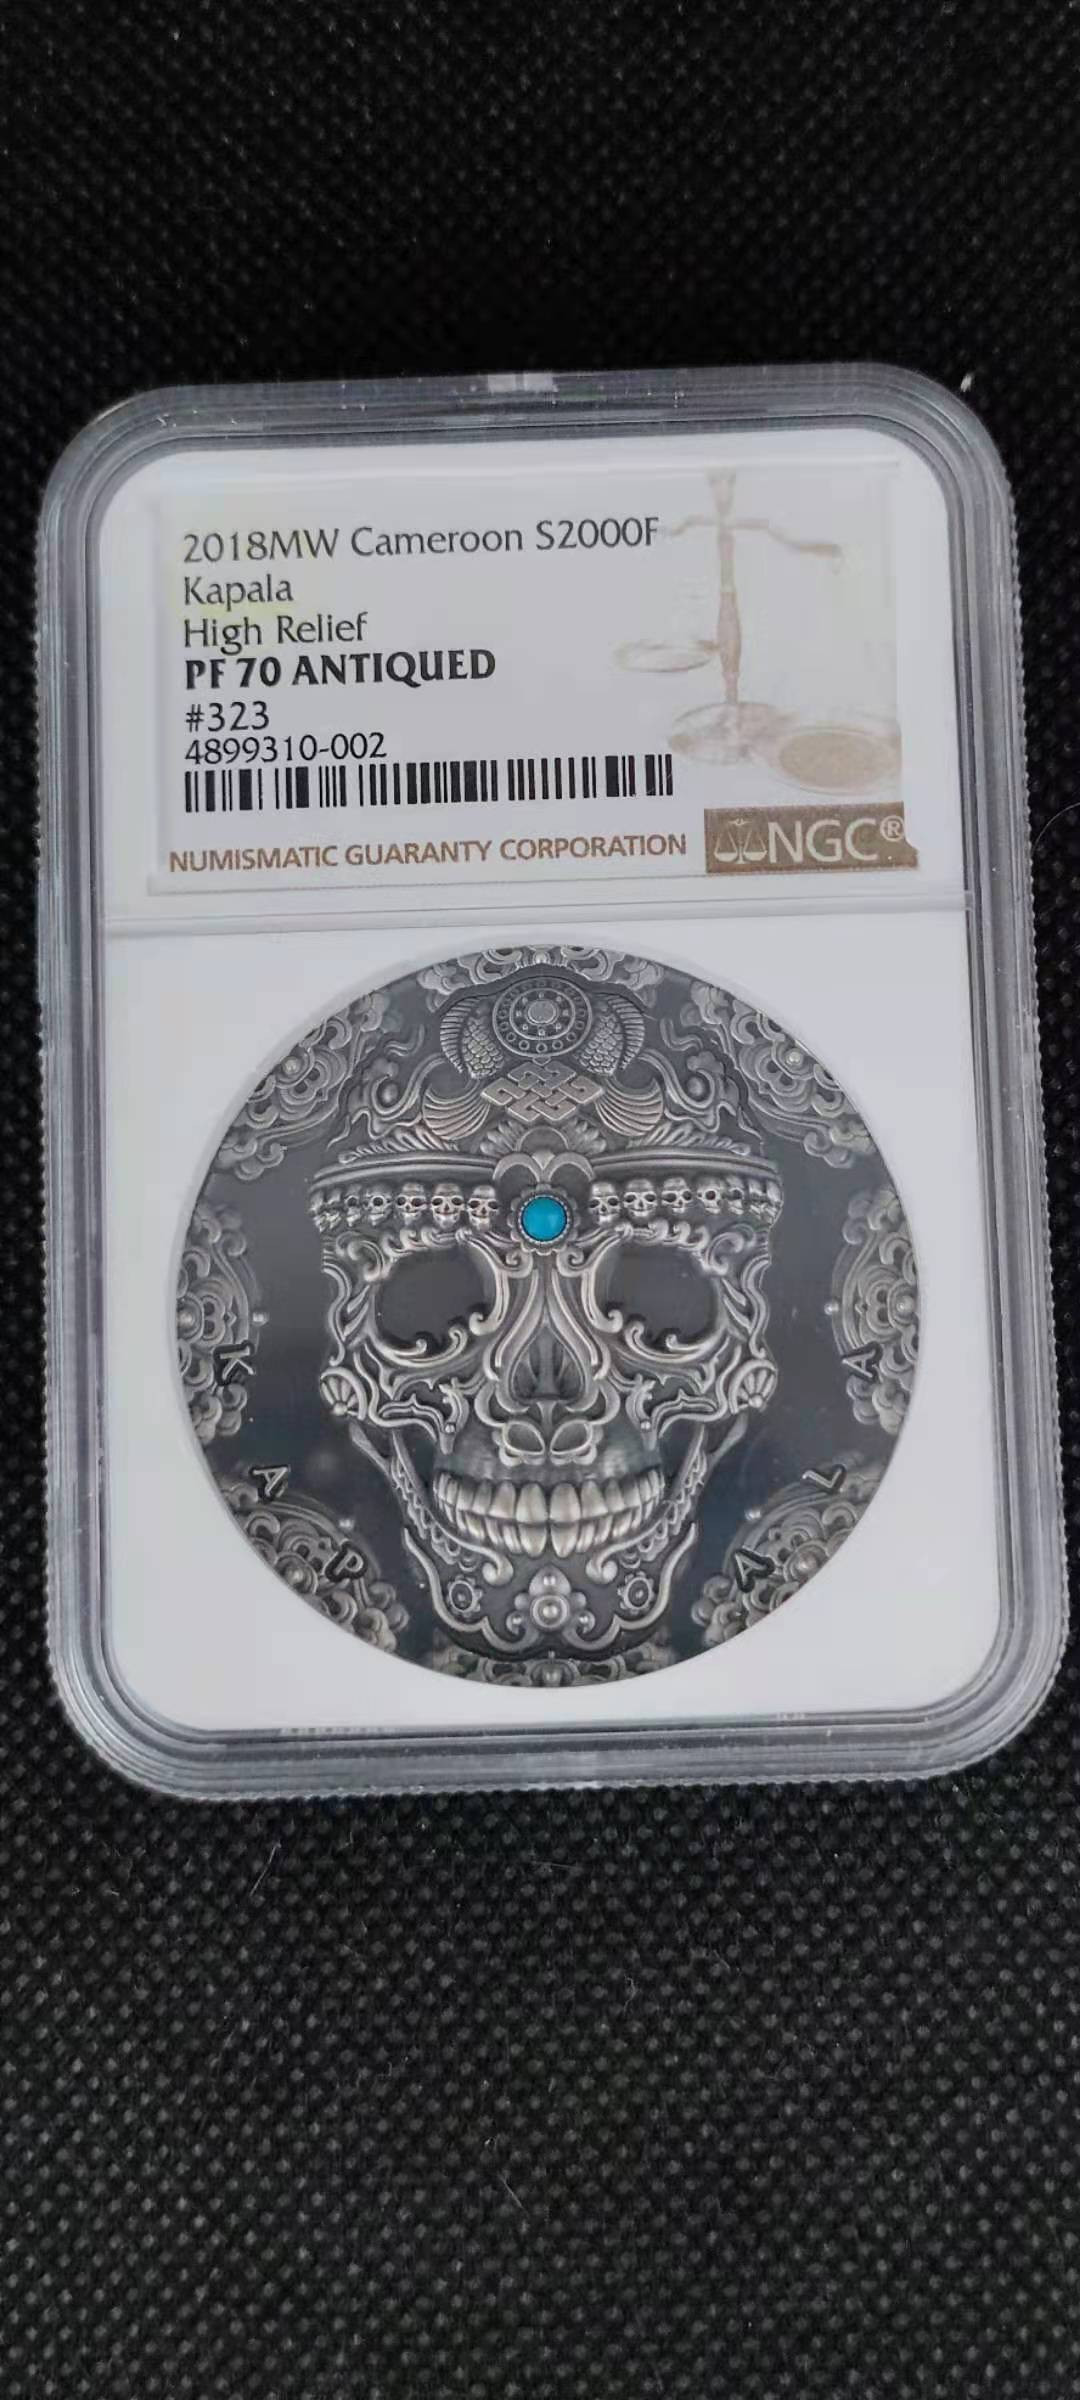 2018MW Cameroon S2000F
Kapala
High Relief
PF 70 ANTIQUED
#323
4899310-002
NUMISMATIC GUARANTY CORPORATION
NGC®
KAPALA